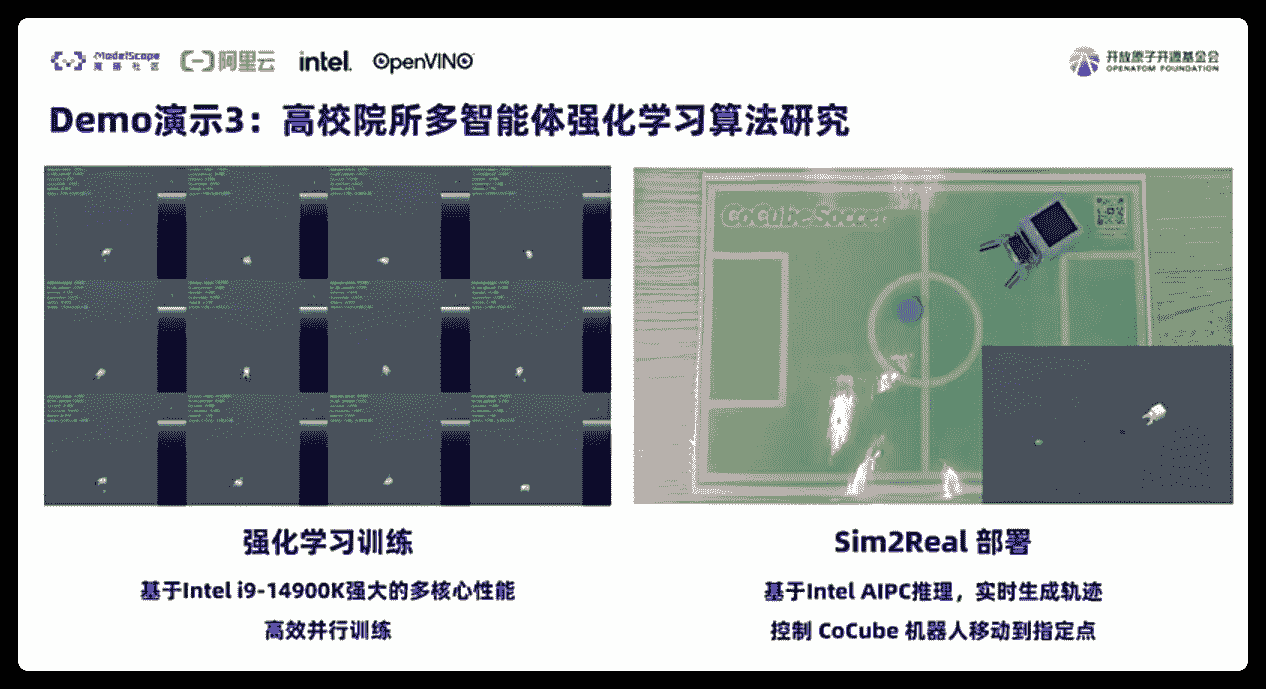 ModelScope
魔搭社区
阿里云
intel.
OpenVINO
开放原子开源基金会
OPENATOM FOUNDATION
Demo演示3：高校院所多智能体强化学习算法研究
CoCube Soccer
强化学习训练
基于Intel i9-14900K强大的多核心性能
高效并行训练
Sim2Real 部署
基于Intel AIPC推理，实时生成轨迹
控制 CoCube 机器人移动到指定点